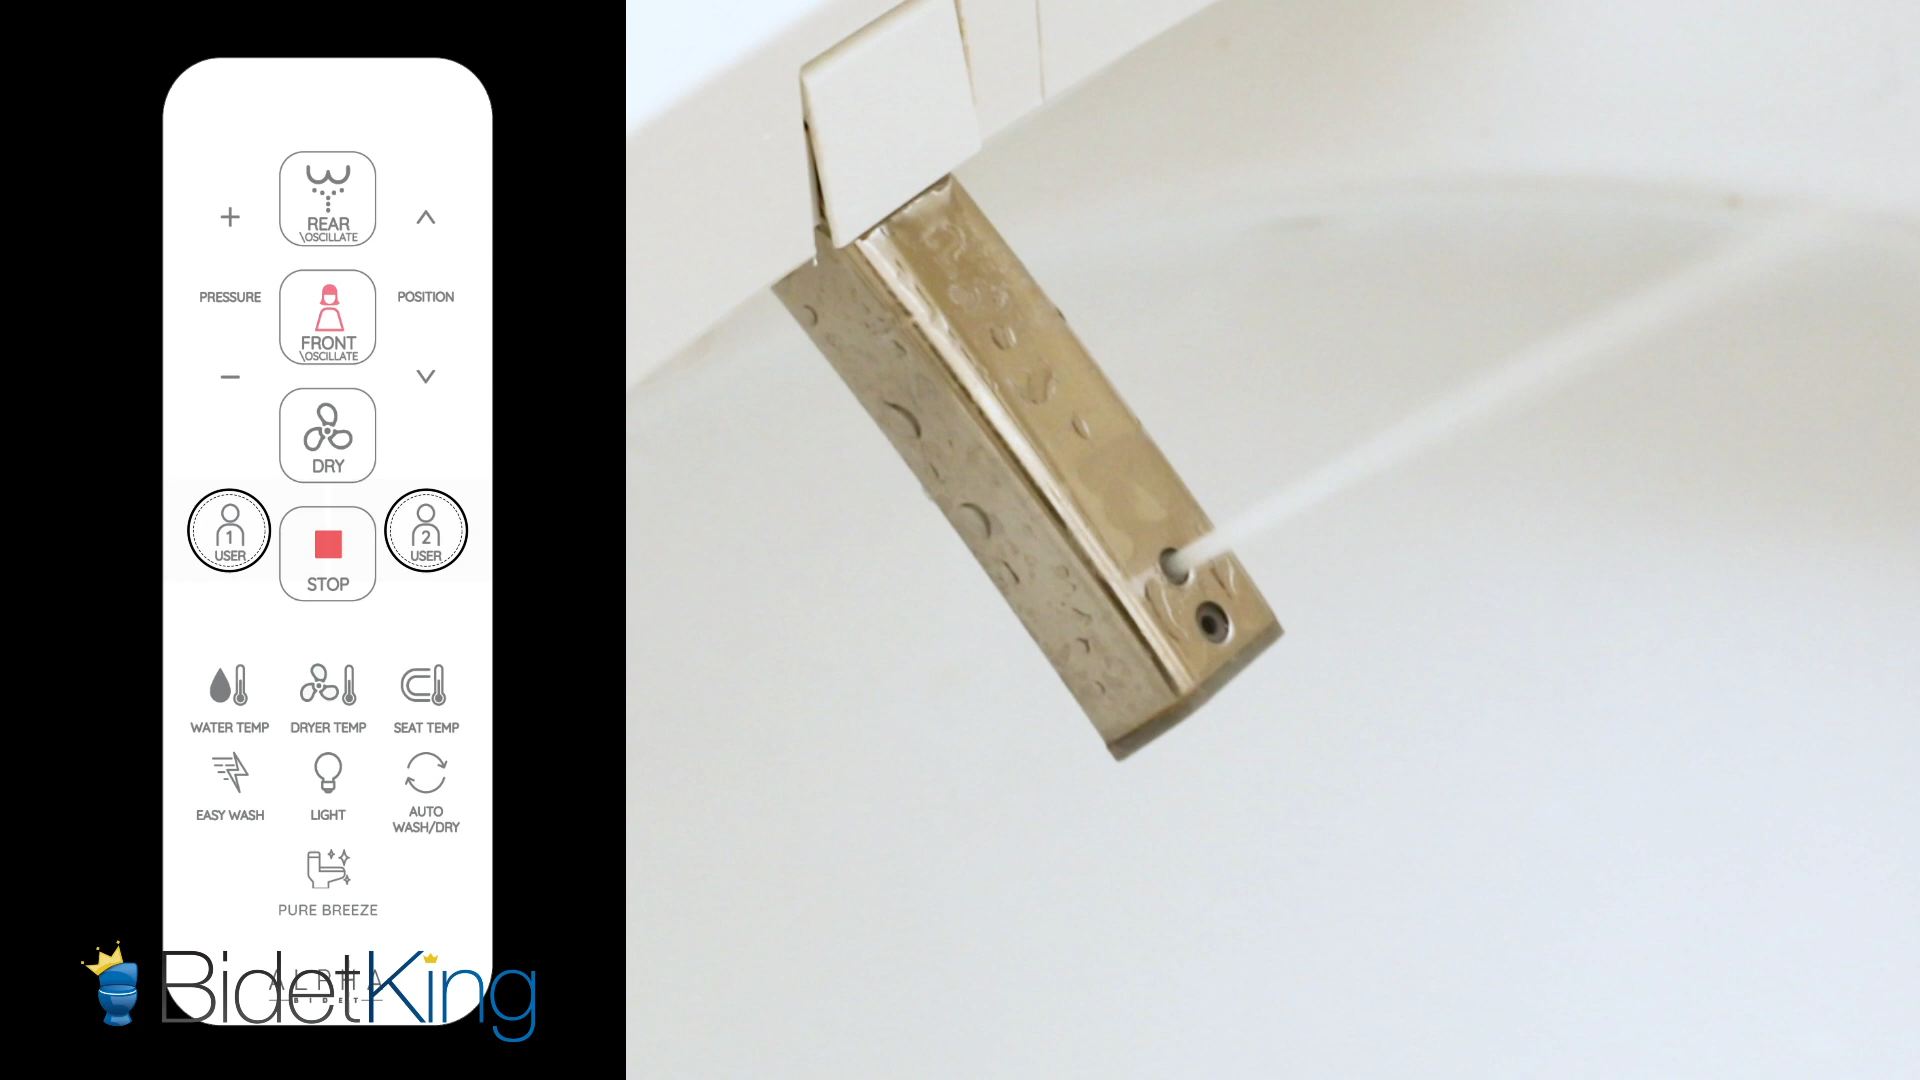 REAR
\OSCILLATE
+
PRESSURE
POSITION
FRONT
\OSCILLATE
−
DRY
1
USER
2
USER
STOP
WATER TEMP
DRYER TEMP
SEAT TEMP
EASY WASH
LIGHT
AUTO
WASH/DRY
PURE BREEZE
ALPHA
BIDET
BidetKing